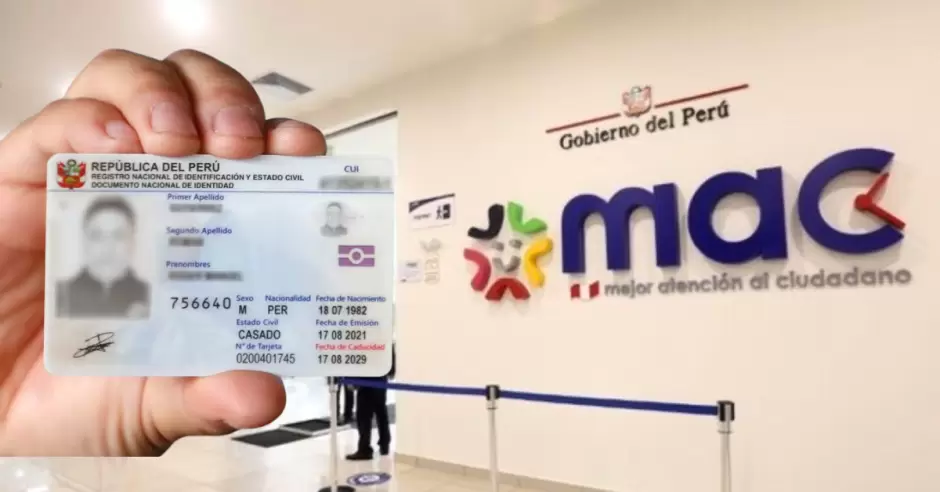 REPÚBLICA DEL PERÚ
REGISTRO NACIONAL DE IDENTIFICACIÓN Y ESTADO CIVIL
DOCUMENTO NACIONAL DE IDENTIDAD
CUI
Primer Apellido
Segundo Apellido
Prenombres
756640
Sexo Nacionalidad Fecha de Nacimiento
M PER 18 07 1982
Estado Civil Fecha de Emisión
CASADO 17 08 2021
N° de Tarjeta Fecha de Caducidad
0200401745 17 08 2029
Gobierno del Perú
mac
mejor atención al ciudadano